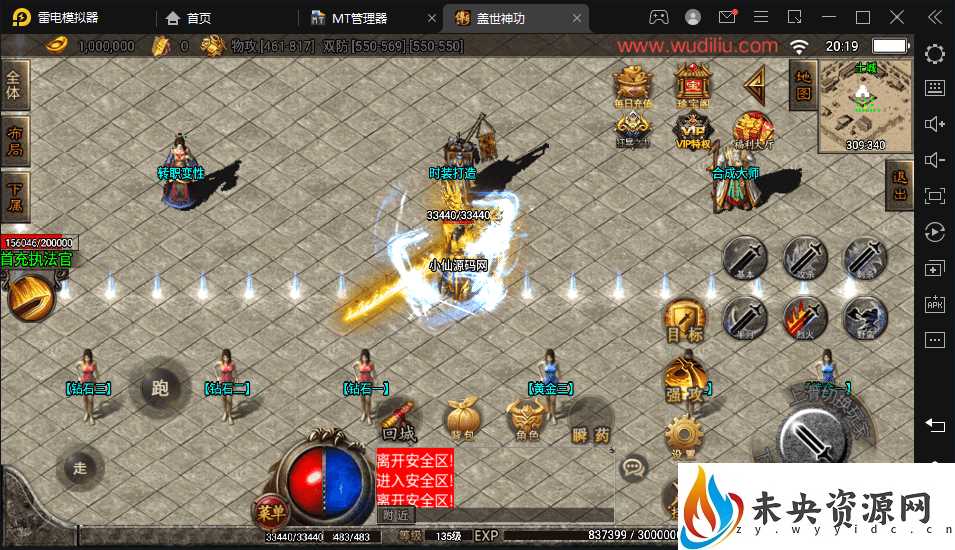 雷电模拟器
首页
MT管理器
盖世神功
1,000,000
0
物攻[461-817] 双防[550-569][550-550]
www.wudiliu.com
20:19
全体
布局
下属
每日充值
珍宝阁
地图
土城
VIP特权
福利大厅
309:340
退出
转职变性
时装打造
合成大师
33440/33440
小仙源码网
156046/200000
首充执法官
基本
攻杀
刺杀
半月
烈火
野蛮
目标
强攻
设置
【钻石三】
【钻石二】
【钻石一】
【黄金三】
跑
走
回城
背包
角色
瞬药
离开安全区!
进入安全区!
离开安全区!
附近
菜单
33440/33440
483/483
等级
135级
EXP
837399 / 300000
未央资源网
zy.wyyidc.cn